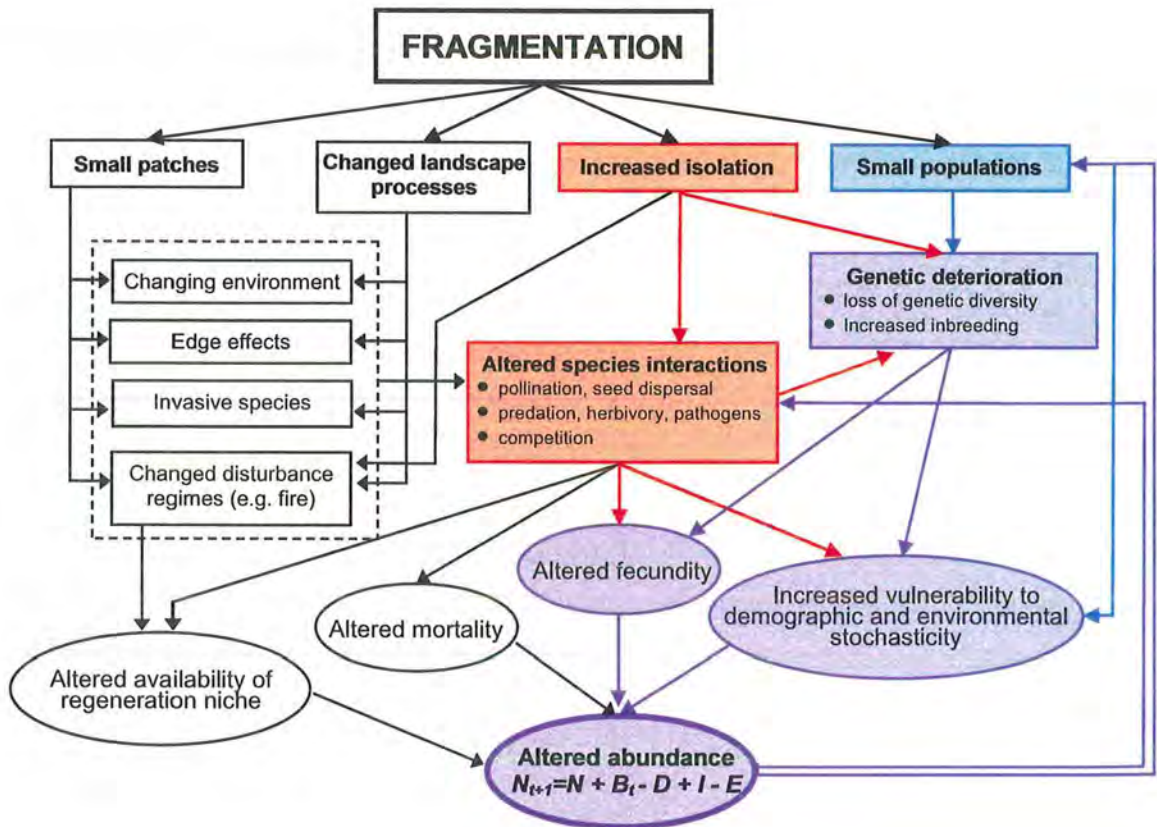 FRAGMENTATION
Small patches
Changed landscape
processes
Increased isolation
Small populations
Changing environment
Edge effects
Invasive species
Changed disturbance
regimes (e.g. fire)
Genetic deterioration
● loss of genetic diversity
● Increased inbreeding
Altered species interactions
● pollination, seed dispersal
● predation, herbivory, pathogens
● competition
Altered fecundity
Increased vulnerability to
demographic and environmental
stochasticity
Altered mortality
Altered availability of
regeneration niche
Altered abundance
Nt+1=N + Bt - D + I - E